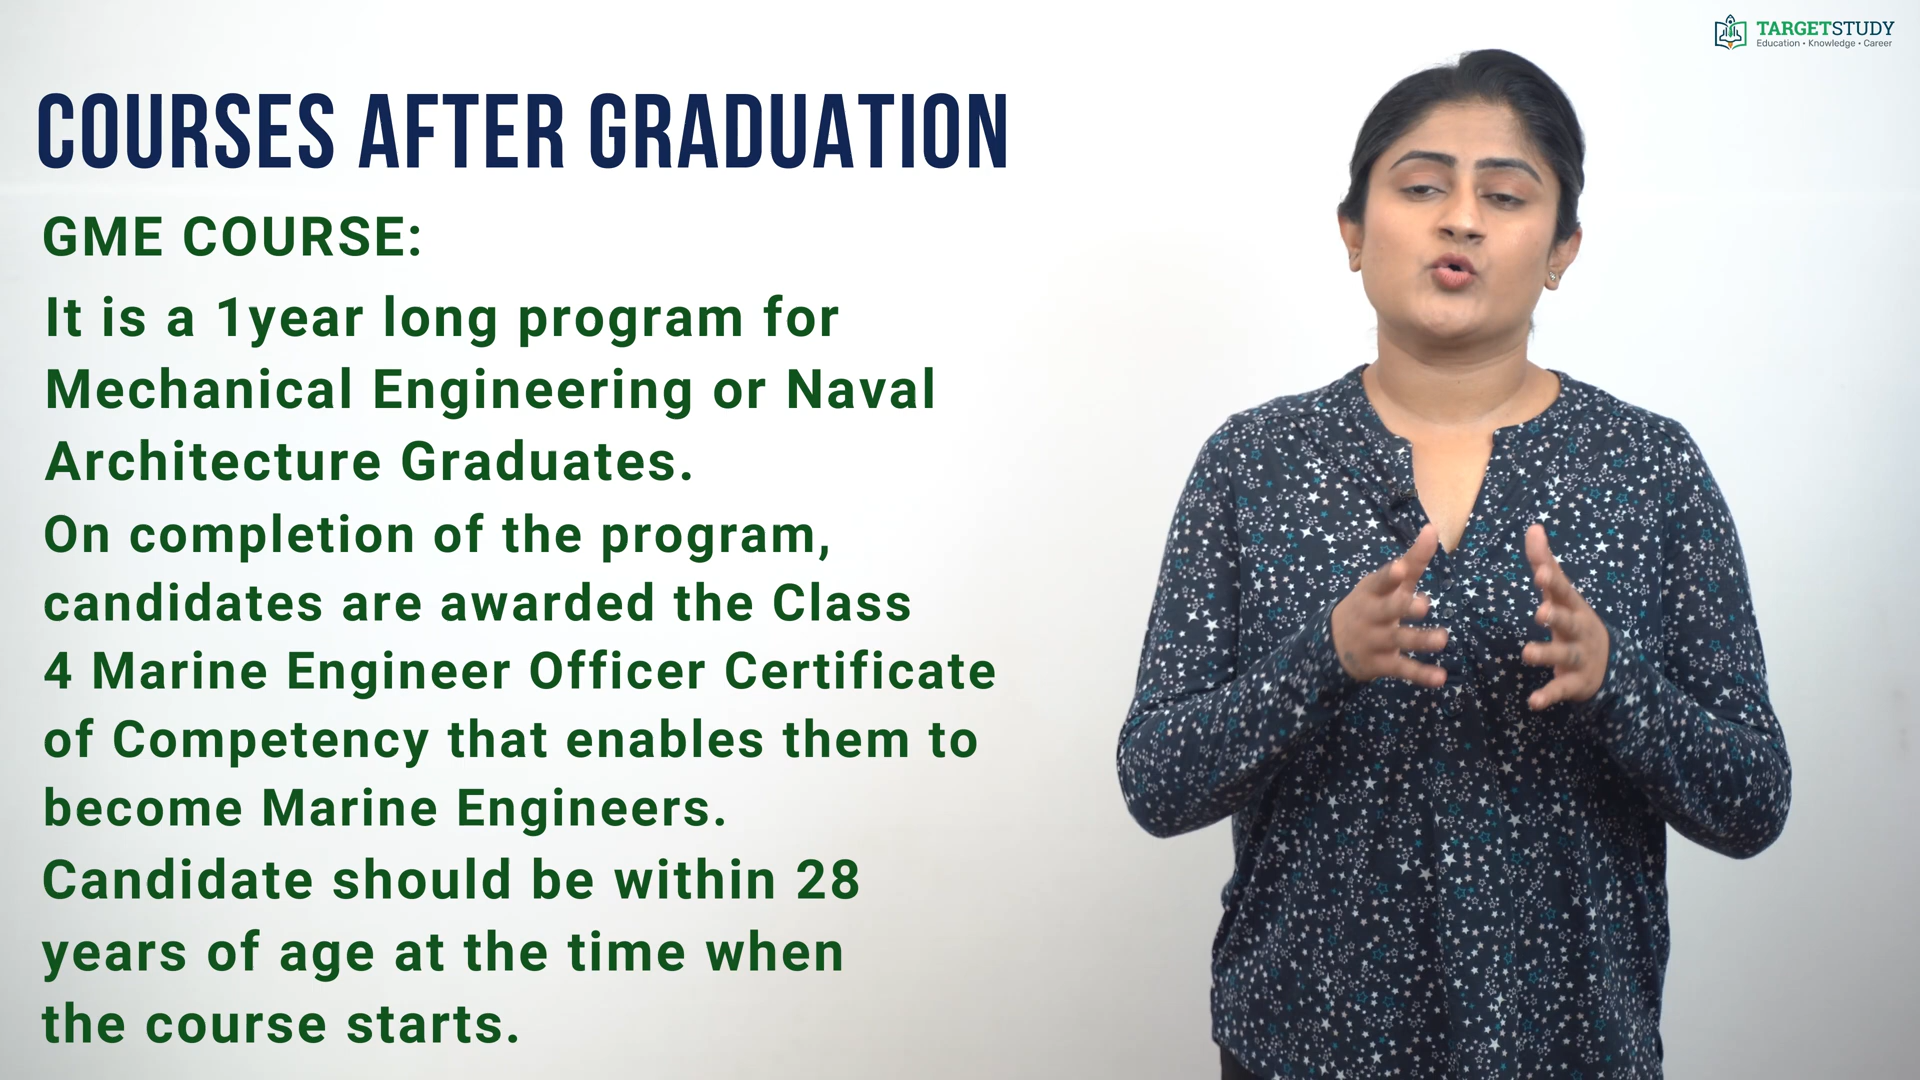 TARGETSTUDY
Education • Knowledge • Career
COURSES AFTER GRADUATION
GME COURSE:
It is a 1year long program for
Mechanical Engineering or Naval
Architecture Graduates.
On completion of the program,
candidates are awarded the Class
4 Marine Engineer Officer Certificate
of Competency that enables them to
become Marine Engineers.
Candidate should be within 28
years of age at the time when
the course starts.